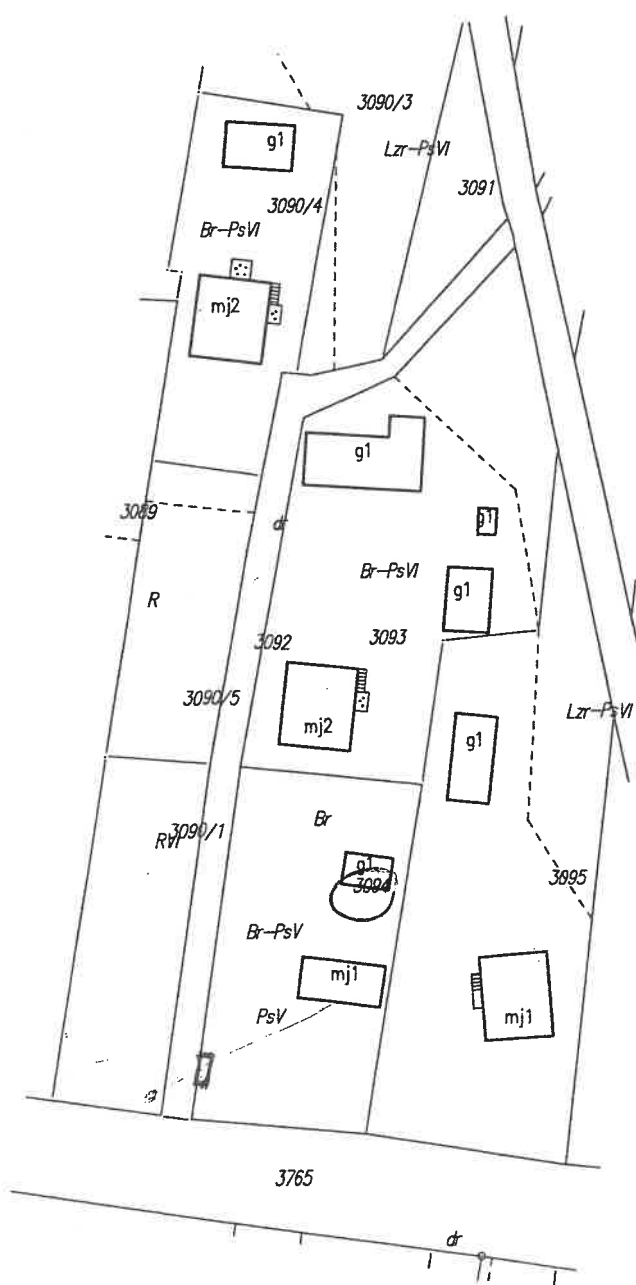 3090/3
g1
Lzr-PsVI
3091
3090/4
Br-PsVI
mj2
g1
3089
dr
g1
Br-PsVI
g1
R
3092
3093
3090/5
Lzr-PsVI
mj2
g1
Br
3090/1
RVI
g1
3094
3095
Br-PsV
mj1
PsV
mj1
3765
dr